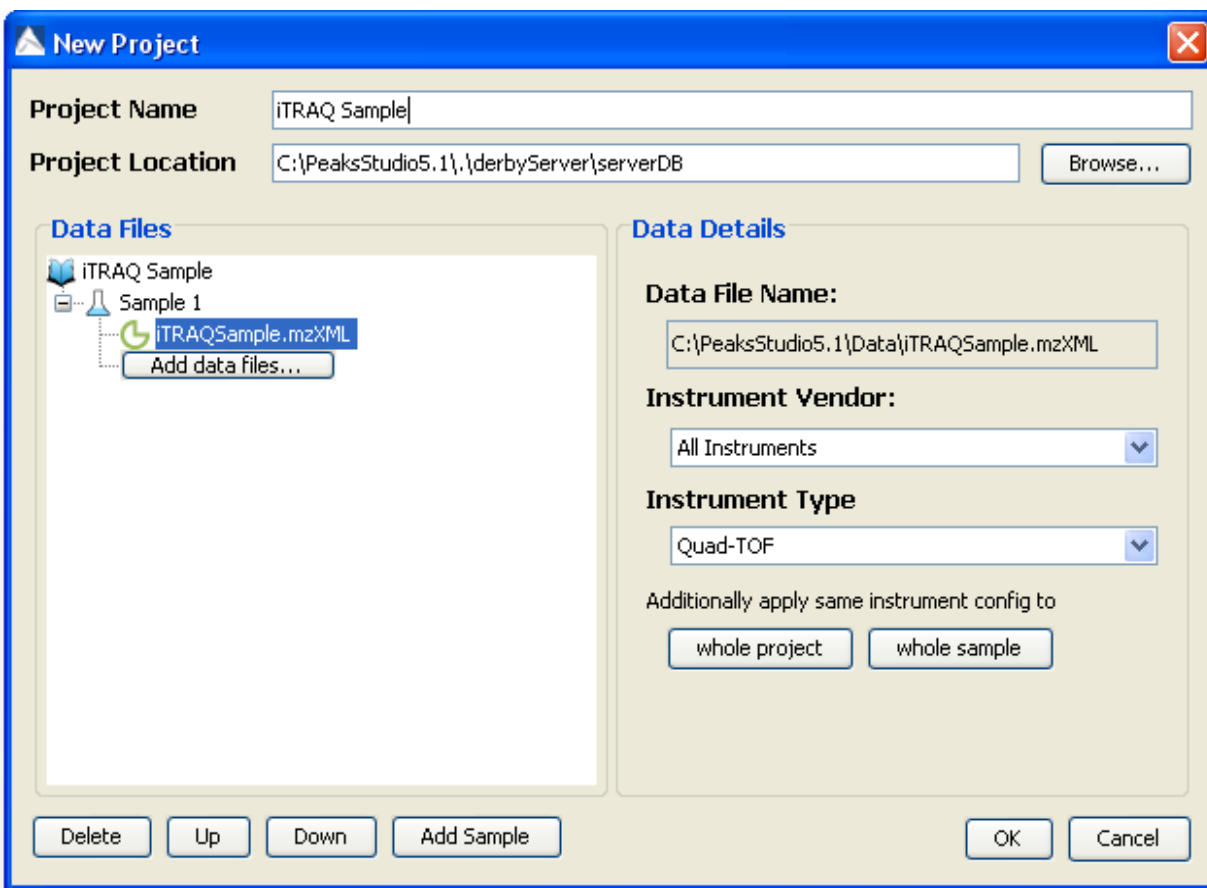 New Project
Project Name
iTRAQ Sample
Project Location
C:\PeaksStudio5.1\.\derbyServer\serverDB
Browse...
Data Files
iTRAQ Sample
Sample 1
iTRAQSample.mzXML
Add data files...
Data Details
Data File Name:
C:\PeaksStudio5.1\Data\iTRAQSample.mzXML
Instrument Vendor:
All Instruments
Instrument Type
Quad-TOF
Additionally apply same instrument config to
whole project
whole sample
Delete
Up
Down
Add Sample
OK
Cancel